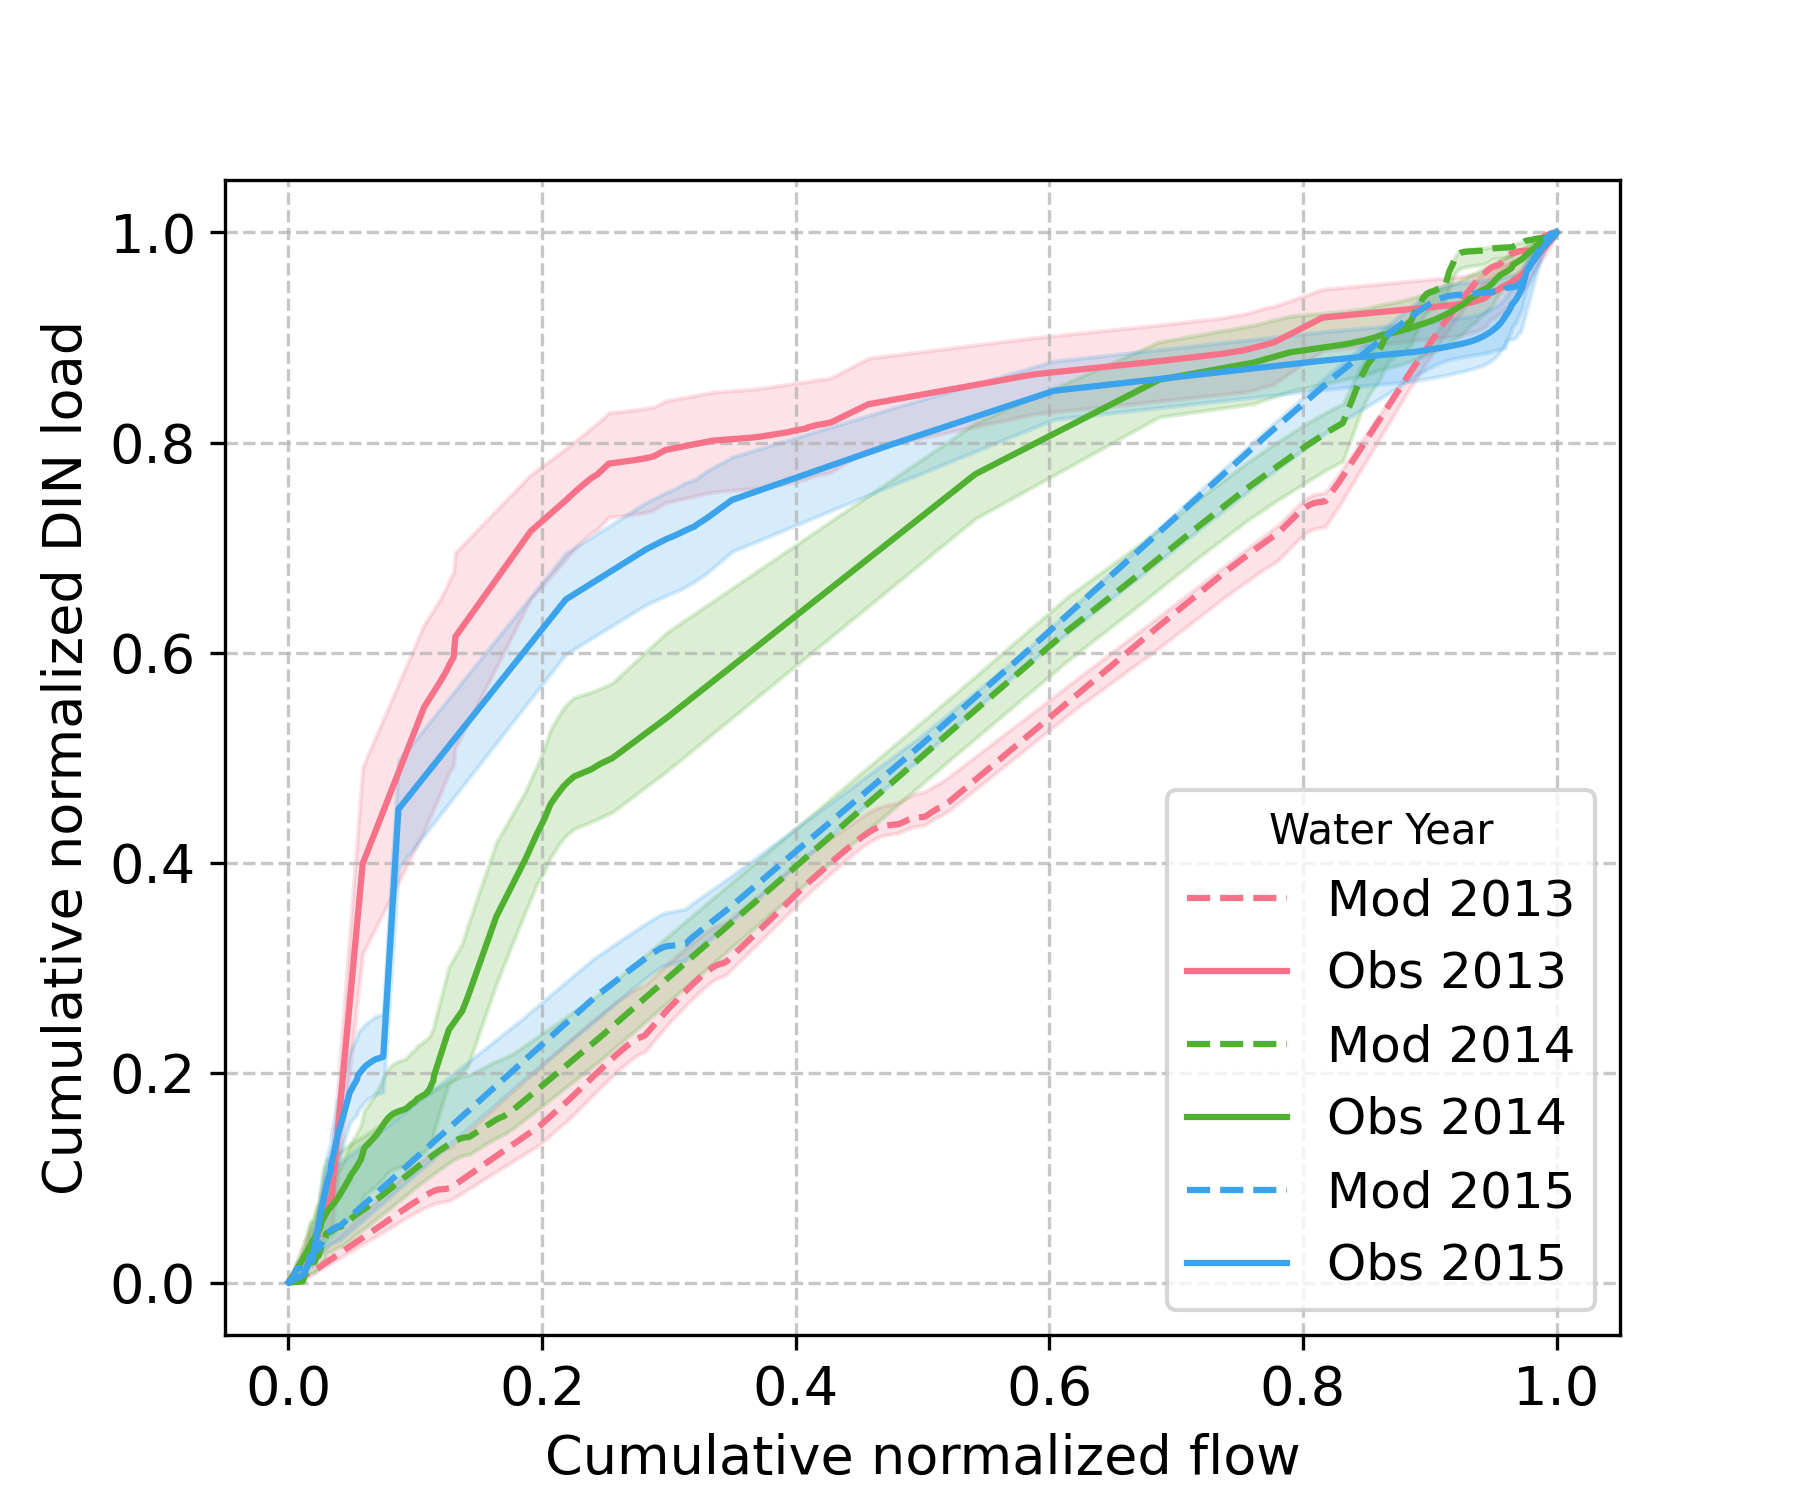 1.0
0.8
0.6
0.4
0.2
0.0
Cumulative normalized DIN load
0.0 0.2 0.4 0.6 0.8 1.0
Cumulative normalized flow
Water Year
Mod 2013
Obs 2013
Mod 2014
Obs 2014
Mod 2015
Obs 2015